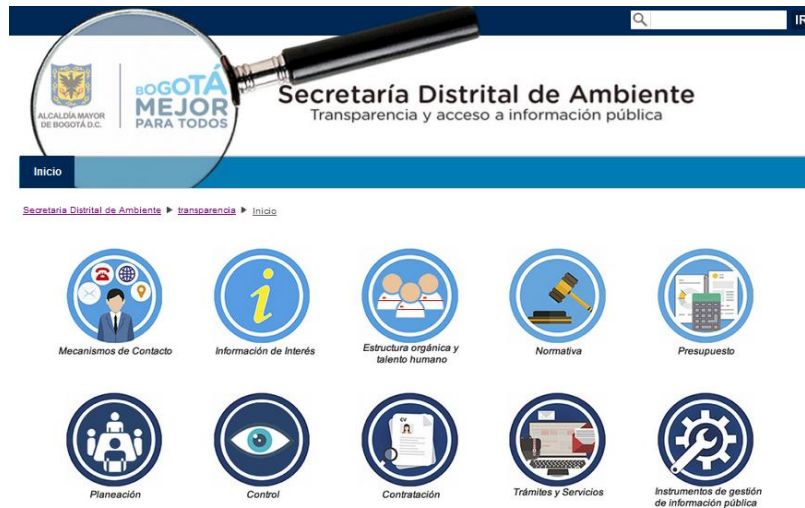 IR
ALCALDÍA MAYOR
DE BOGOTÁ D.C.
BOGOTÁ
MEJOR
PARA TODOS
Secretaría Distrital de Ambiente
Transparencia y acceso a información pública
Inicio
Secretaria Distrital de Ambiente ▶ transparencia ▶ Inicio
Mecanismos de Contacto
Información de Interés
Estructura orgánica y
talento humano
Normativa
Presupuesto
Planeación
Control
CV
Contratación
Trámites y Servicios
Instrumentos de gestión
de información pública